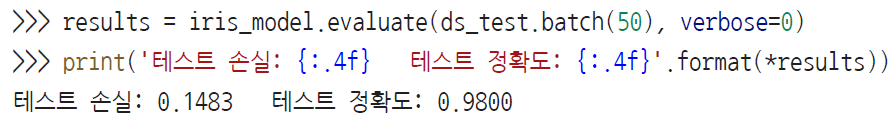 >>> results = iris_model.evaluate(ds_test.batch(50), verbose=0)
>>> print('테스트 손실: {:.4f}   테스트 정확도: {:.4f}'.format(*results))
테스트 손실: 0.1483   테스트 정확도: 0.9800